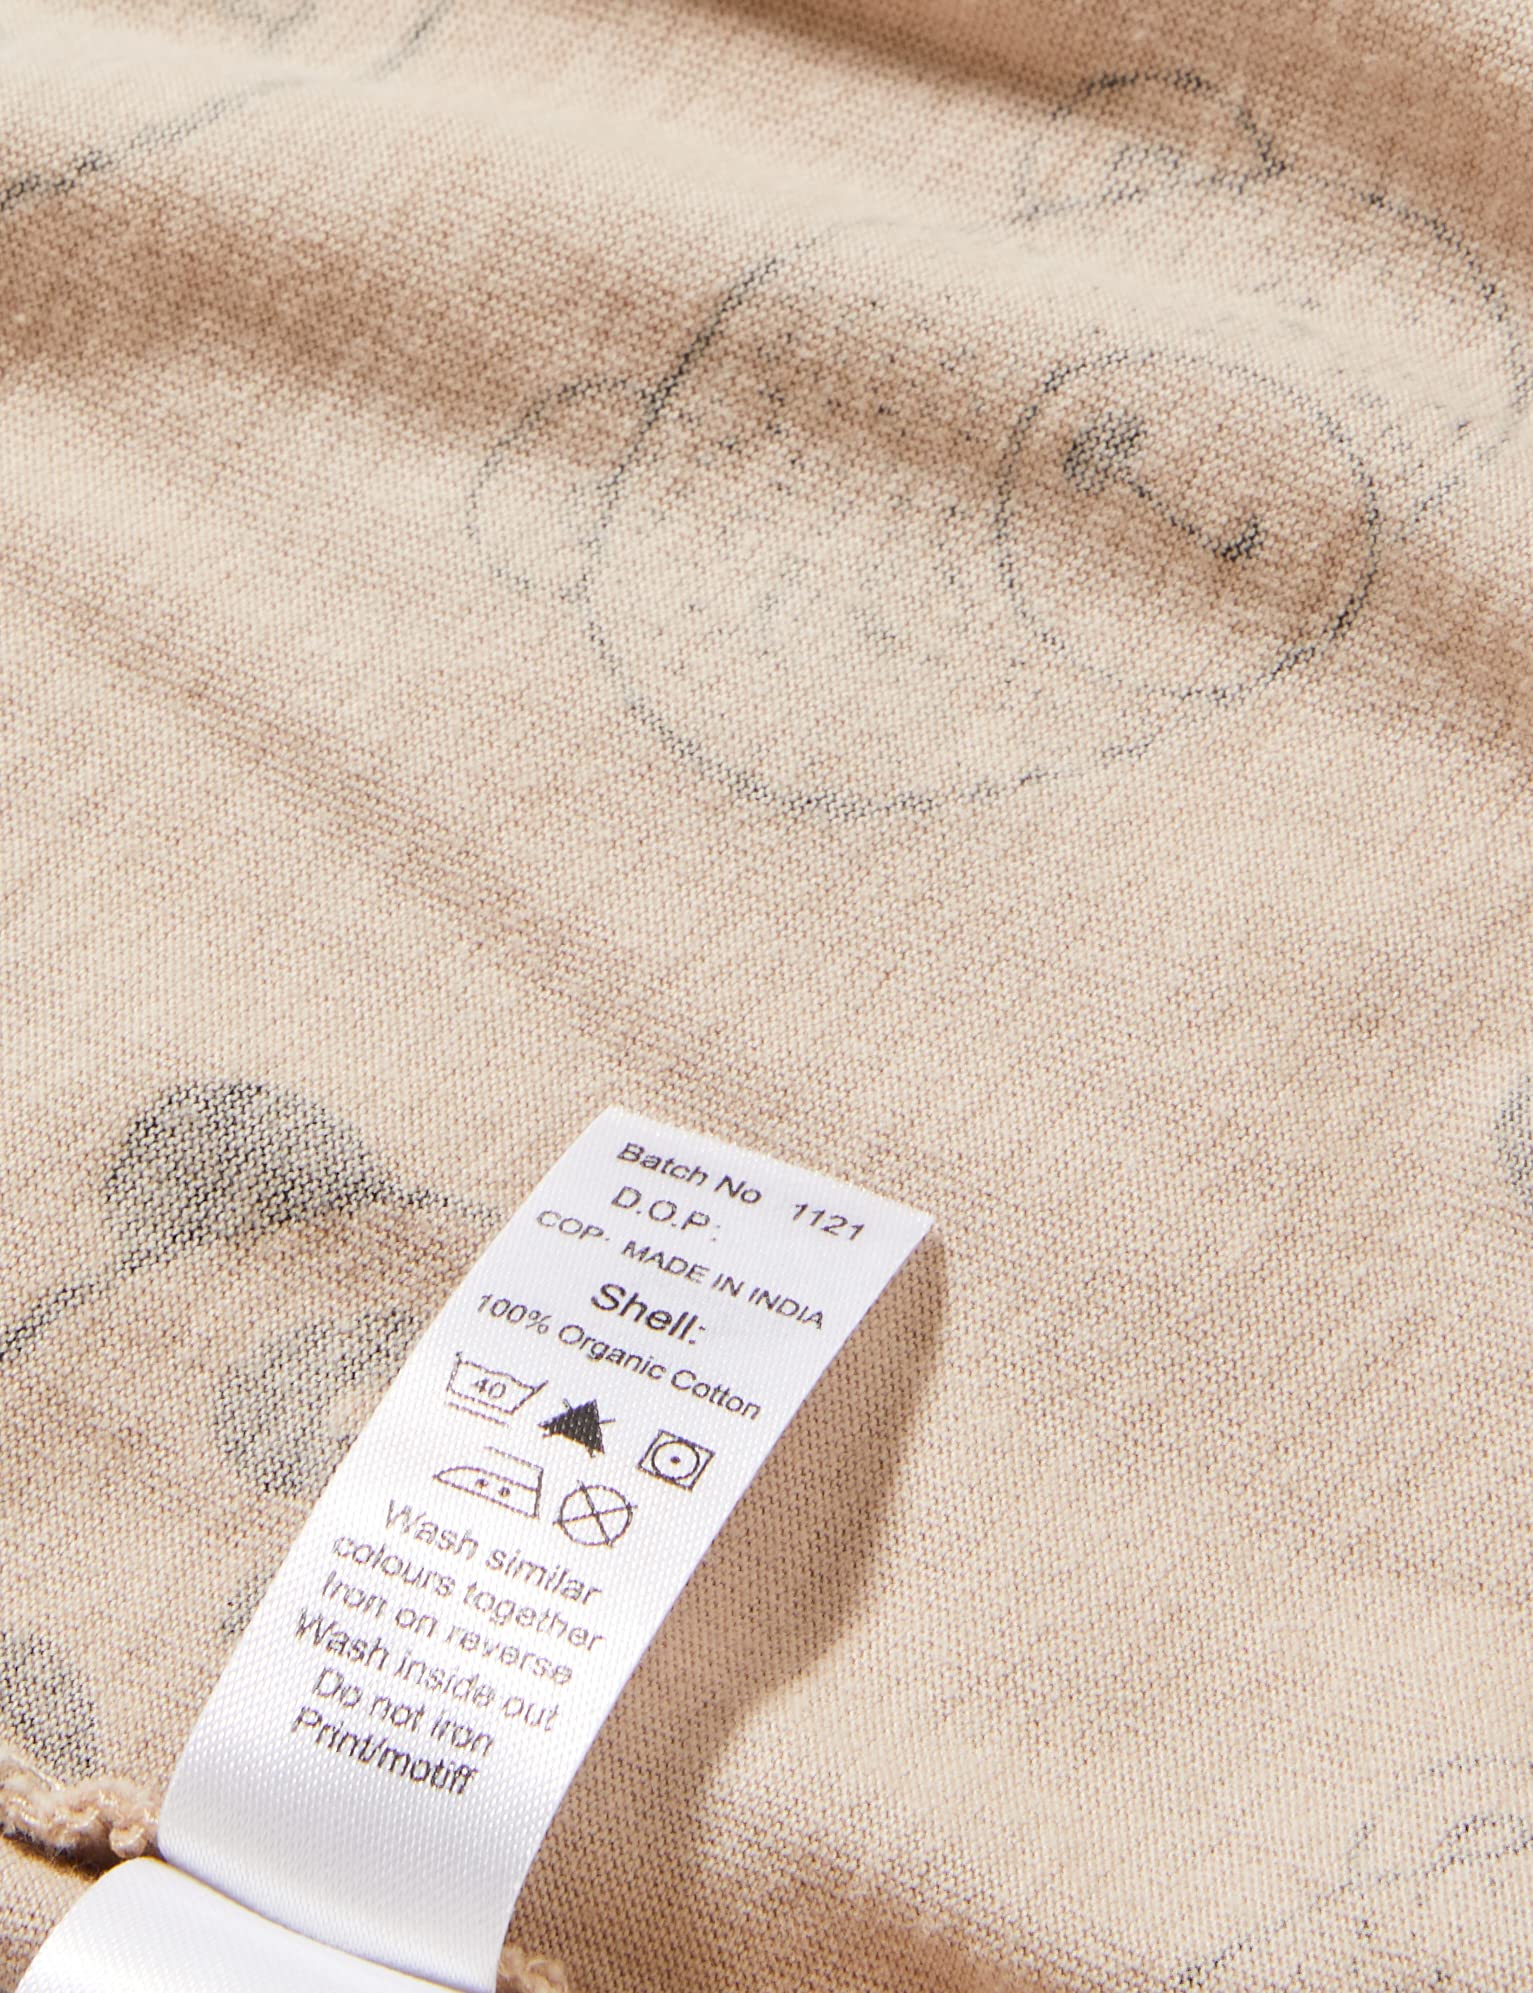 Batch No 1121
D.O.P:
COP: MADE IN INDIA
Shell:
100% Organic Cotton
40
Wash similar
colours together
Iron on reverse
Wash inside out
Do not iron
Print/motiff